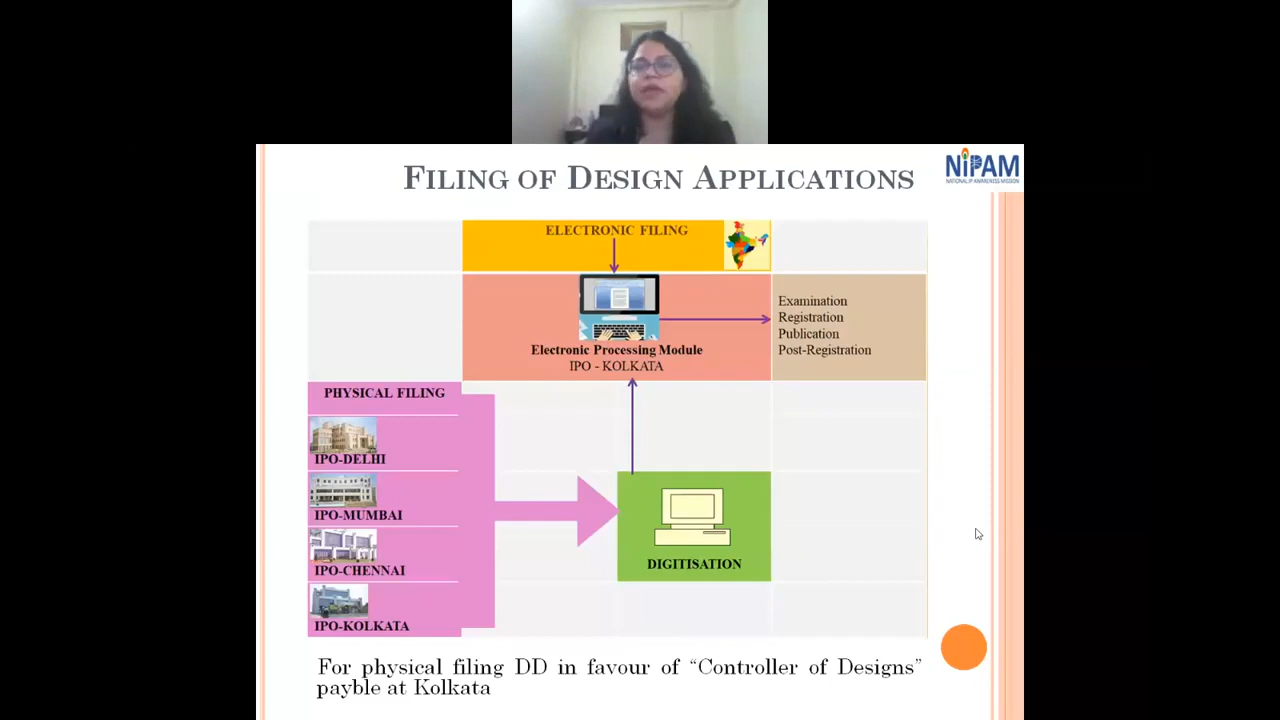 FILING OF DESIGN APPLICATIONS
NIPAM
NATIONAL IP AWARENESS MISSION
ELECTRONIC FILING
Examination
Registration
Publication
Post-Registration
Electronic Processing Module
IPO - KOLKATA
PHYSICAL FILING
IPO-DELHI
IPO-MUMBAI
IPO-CHENNAI
IPO-KOLKATA
DIGITISATION
For physical filing DD in favour of “Controller of Designs”
payble at Kolkata